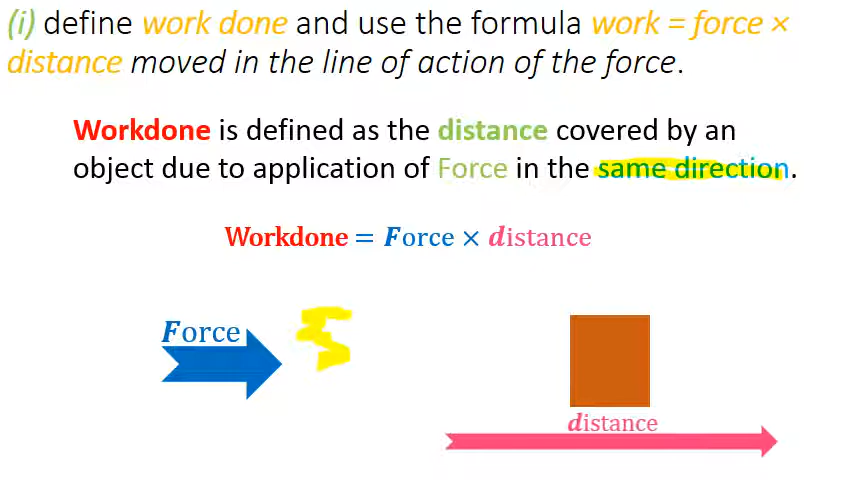 (i) define work done and use the formula work = force ×
distance moved in the line of action of the force.
Workdone is defined as the distance covered by an
object due to application of Force in the same direction.
Workdone = Force × distance
Force
distance